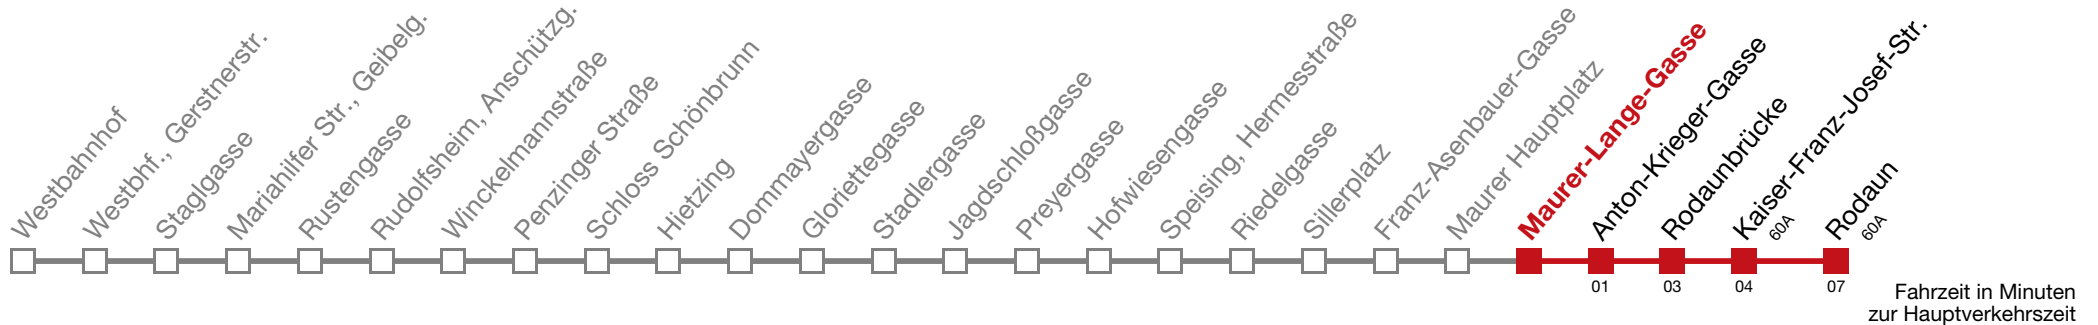 Westbahnhof
Westbhf., Gerstnerstr.
Staglgasse
Mariahilfer Str., Geibelg.
Rustengasse
Rudolfsheim, Anschützg.
Winckelmannstraße
Penzinger Straße
Schloss Schönbrunn
Hietzing
Dommayergasse
Gloriettegasse
Stadlergasse
Jagdschloßgasse
Preyergasse
Hofwiesengasse
Speising, Hermesstraße
Riedelgasse
Sillerplatz
Franz-Asenbauer-Gasse
Maurer Hauptplatz
Maurer-Lange-Gasse
Anton-Krieger-Gasse
Rodaunbrücke
Kaiser-Franz-Josef-Str.
60A
Rodaun
60A
01
03
04
07
Fahrzeit in Minuten
zur Hauptverkehrszeit